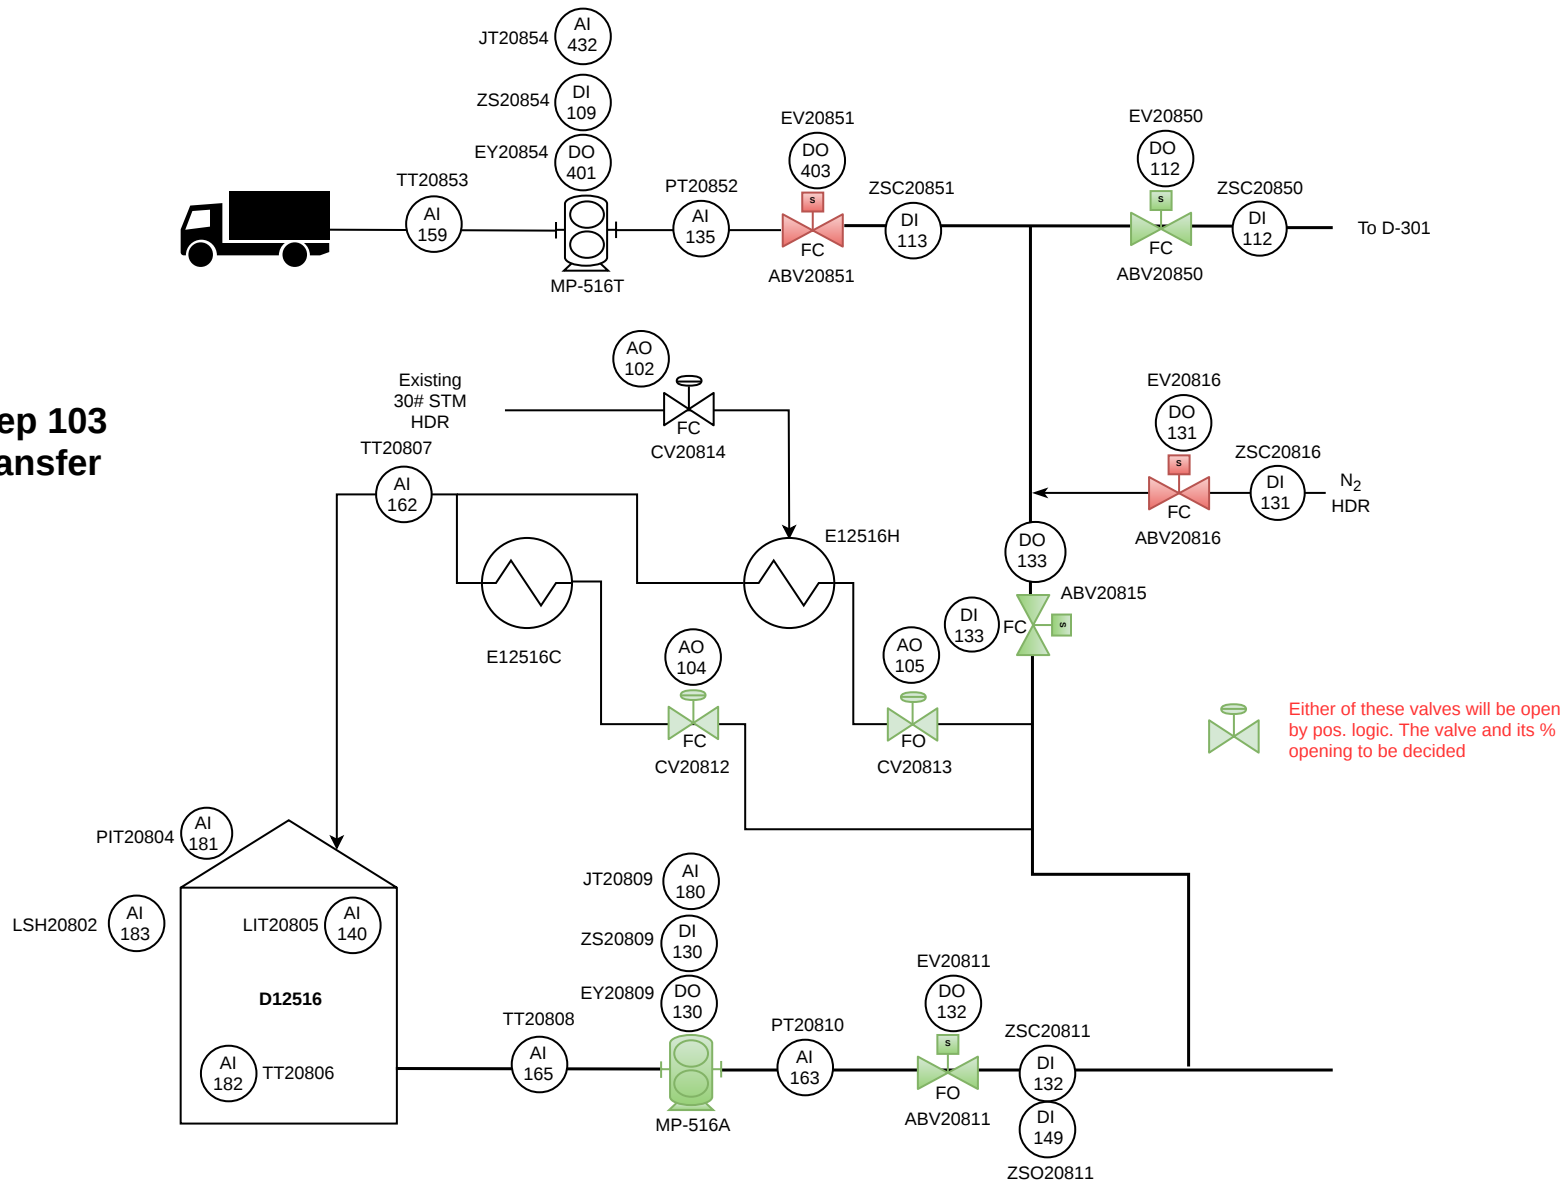 JT20854
AI
432
ZS20854
DI
109
EY20854
DO
401
TT20853
AI
159
MP-516T
PT20852
AI
135
EV20851
DO
403
s
FC
ABV20851
ZSC20851
DI
113
EV20850
DO
112
s
FC
ABV20850
ZSC20850
DI
112
To D-301
AO
102
Existing
30# STM
HDR
FC
CV20814
ep 103
ansfer
TT20807
AI
162
E12516C
E12516H
EV20816
DO
131
s
FC
ABV20816
ZSC20816
DI
131
N2
HDR
DO
133
ABV20815
DI
133
FC
s
AO
104
FC
CV20812
AO
105
FO
CV20813
Either of these valves will be open
by pos. logic. The valve and its %
opening to be decided
PIT20804
AI
181
LSH20802
AI
183
LIT20805
AI
140
D12516
AI
182
TT20806
JT20809
AI
180
ZS20809
DI
130
EY20809
DO
130
TT20808
AI
165
MP-516A
PT20810
AI
163
EV20811
DO
132
s
FO
ABV20811
ZSC20811
DI
132
DI
149
ZSO20811